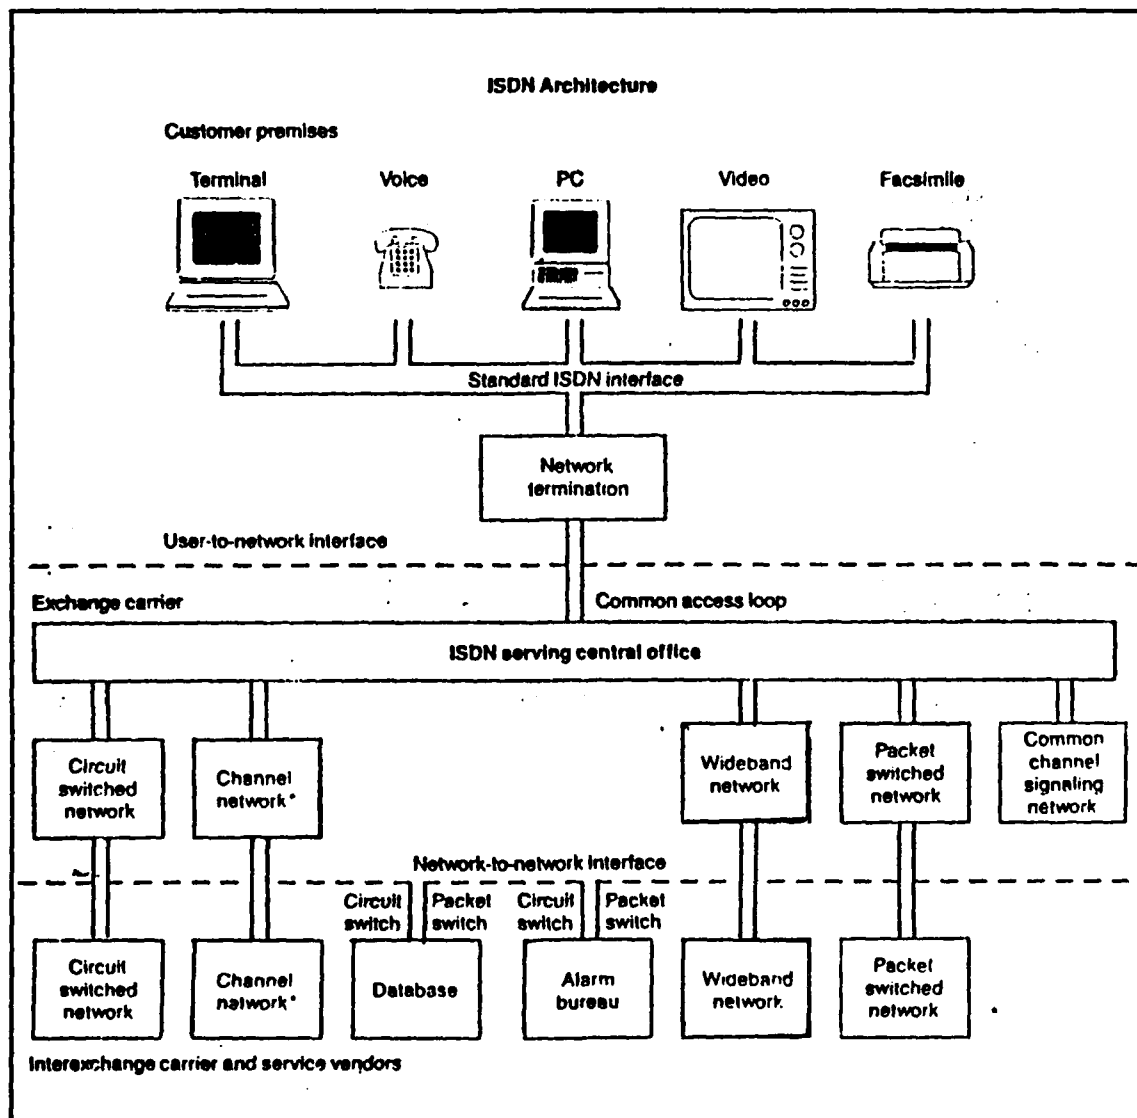 ISDN Architecture
Customer premises
Terminal
Voice
PC
Video
Facsimile
Standard ISDN interface
Network
termination
User-to-network interface
Exchange carrier
Common access loop
ISDN serving central office
Circuit
switched
network
Channel
network*
Wideband
network
Packet
switched
network
Common
channel
signaling
network
Network-to-network interface
Circuit
switch
Packet
switch
Circuit
switch
Packet
switch
Circuit
switched
network
Channel
network*
Database
Alarm
bureau
Wideband
network
Packet
switched
network
Interexchange carrier and service vendors